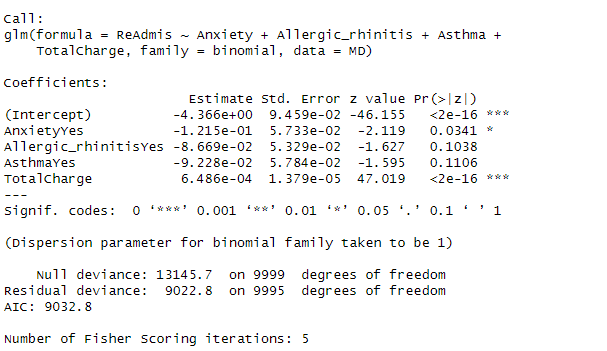 Call:
glm(formula = ReAdmis ~ Anxiety + Allergic_rhinitis + Asthma +
    TotalCharge, family = binomial, data = MD)

Coefficients:
                       Estimate Std. Error z value Pr(>|z|)
(Intercept)          -4.366e+00  9.459e-02 -46.155   <2e-16 ***
AnxietyYes           -1.215e-01  5.733e-02  -2.119   0.0341 *
Allergic_rhinitisYes -8.669e-02  5.329e-02  -1.627   0.1038
AsthmaYes            -9.228e-02  5.784e-02  -1.595   0.1106
TotalCharge           6.486e-04  1.379e-05  47.019   <2e-16 ***
---
Signif. codes:  0 ‘***’ 0.001 ‘**’ 0.01 ‘*’ 0.05 ‘.’ 0.1 ‘ ’ 1

(Dispersion parameter for binomial family taken to be 1)

    Null deviance: 13145.7  on 9999  degrees of freedom
Residual deviance:  9022.8  on 9995  degrees of freedom
AIC: 9032.8

Number of Fisher Scoring iterations: 5